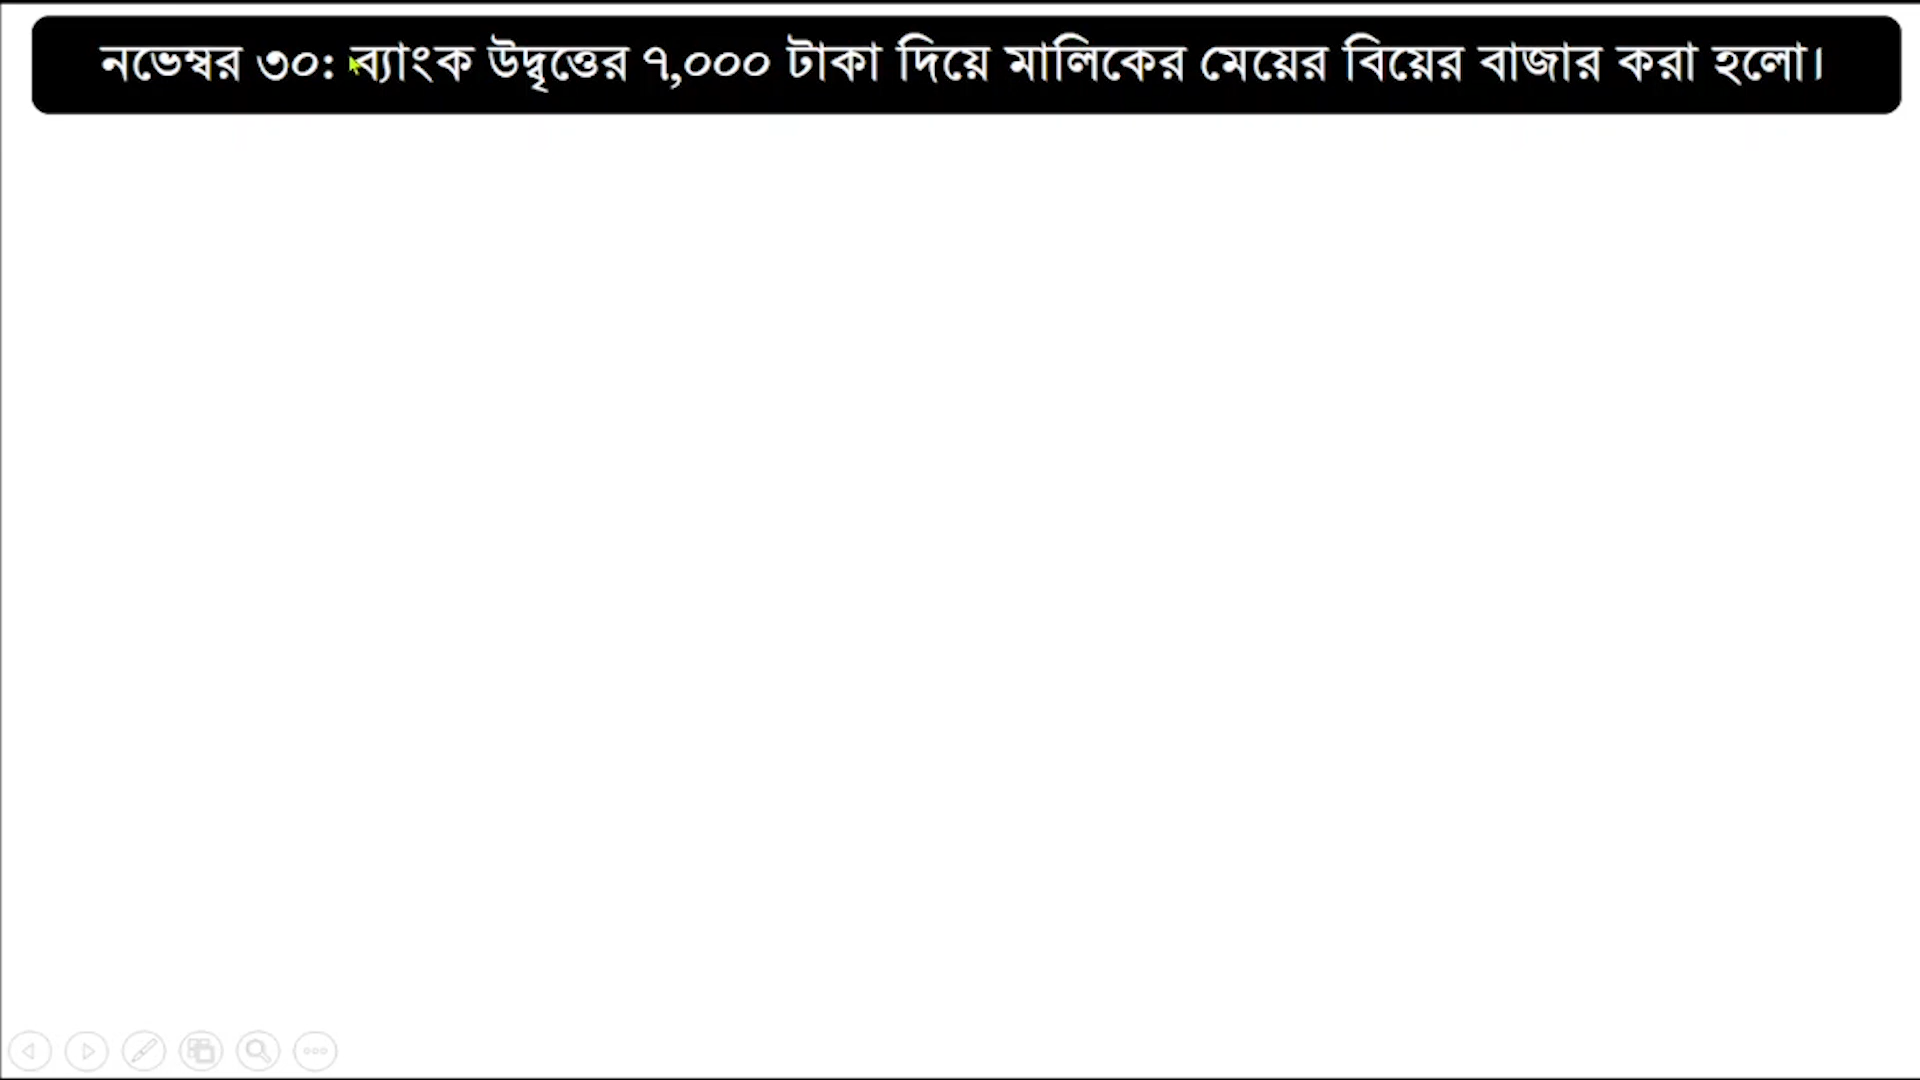 নভেম্বর ৩০: ব্যাংক উদ্বৃত্তের ৭,০০০ টাকা দিয়ে মালিকের মেয়ের বিয়ের বাজার করা হলো।